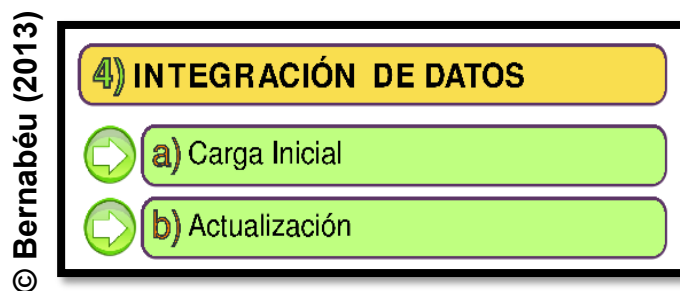 © Bernabéu (2013)
4) INTEGRACIÓN DE DATOS
a) Carga Inicial
b) Actualización